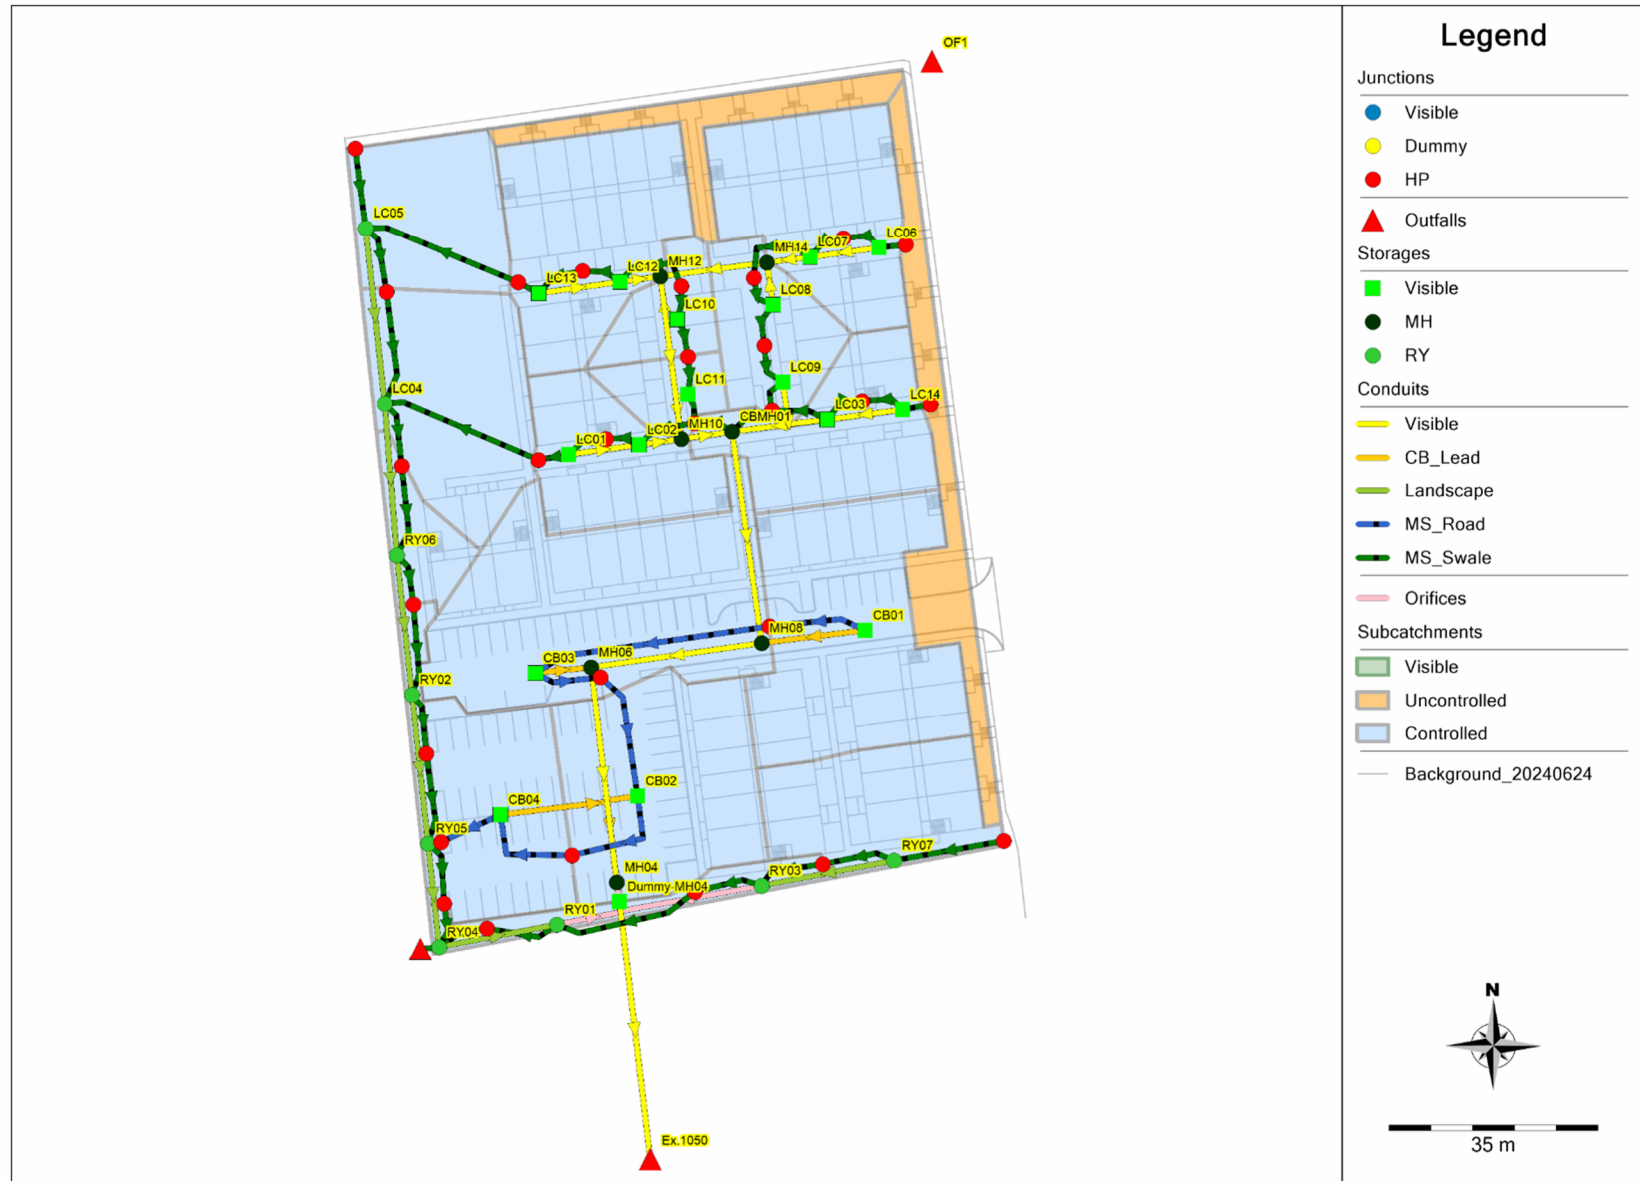 OF1
LC05
LC06
LC07
MH14
MH12
LC12
LC13
LC08
LC10
LC09
LC11
LC04
LC14
LC03
CBMH01
MH10
LC02
LC01
RY06
CB01
MH08
MH06
CB03
RY02
CB02
CB04
RY05
RY07
MH04
RY03
Dummy-MH04
RY01
RY04
Ex.1050
Legend
Junctions
Visible
Dummy
HP
Outfalls
Storages
Visible
MH
RY
Conduits
Visible
CB_Lead
Landscape
MS_Road
MS_Swale
Orifices
Subcatchments
Visible
Uncontrolled
Controlled
Background_20240624
N
35 m